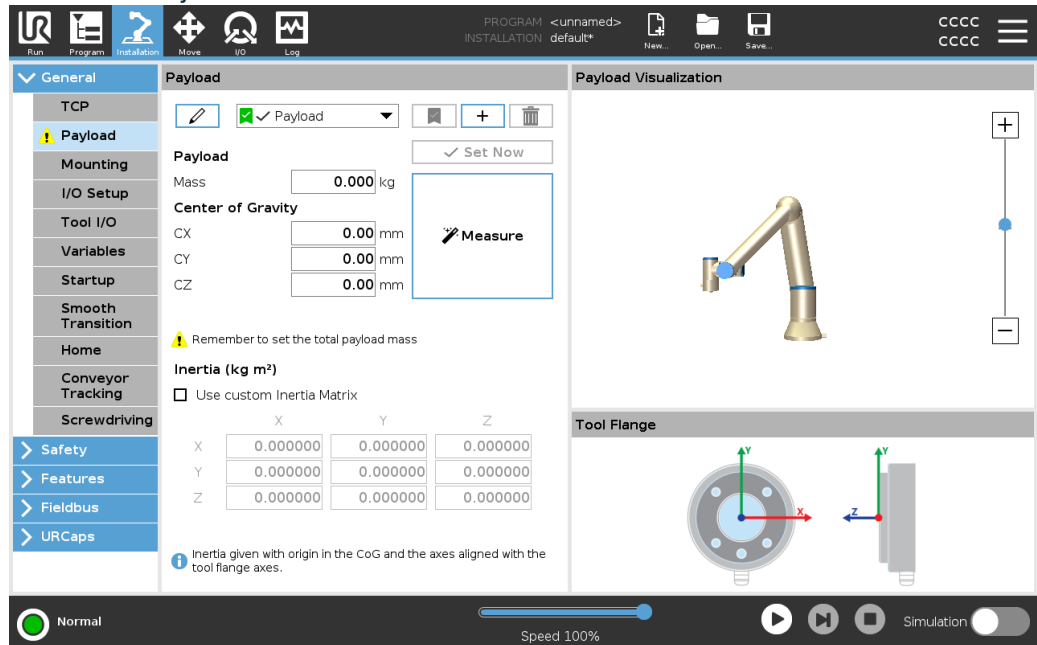 PROGRAM <unnamed>
INSTALLATION default*
CCCC
CCCC
Run Program Installation Move I/O Log New... Open... Save...
General
TCP
Payload
Mounting
I/O Setup
Tool I/O
Variables
Startup
Smooth
Transition
Home
Conveyor
Tracking
Screwdriving
Safety
Features
Fieldbus
URCaps
Payload
Payload
+
Set Now
Payload
Mass 0.000 kg
Center of Gravity
CX 0.00 mm
CY 0.00 mm
CZ 0.00 mm
Measure
Remember to set the total payload mass
Inertia (kg m²)
Use custom Inertia Matrix
X Y Z
X 0.000000 0.000000 0.000000
Y 0.000000 0.000000 0.000000
Z 0.000000 0.000000 0.000000
Inertia given with origin in the CoG and the axes aligned with the
tool flange axes.
Payload Visualization
+
−
Tool Flange
Y
X
Y
Z
Normal
Speed 100%
Simulation